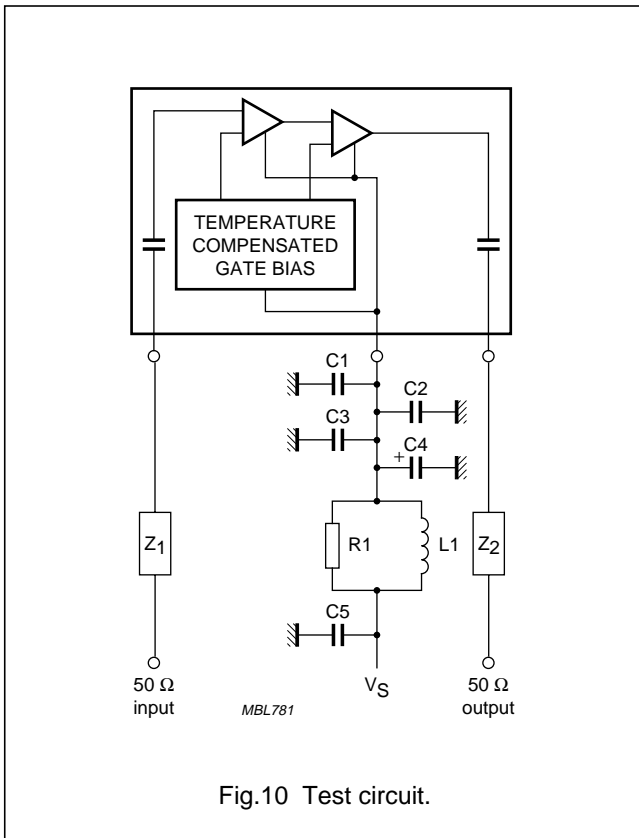 TEMPERATURE
COMPENSATED
GATE BIAS
C1
C2
C3
+
C4
R1
L1
Z1
Z2
C5
50 Ω
input
MBL781
VS
50 Ω
output
Fig.10 Test circuit.